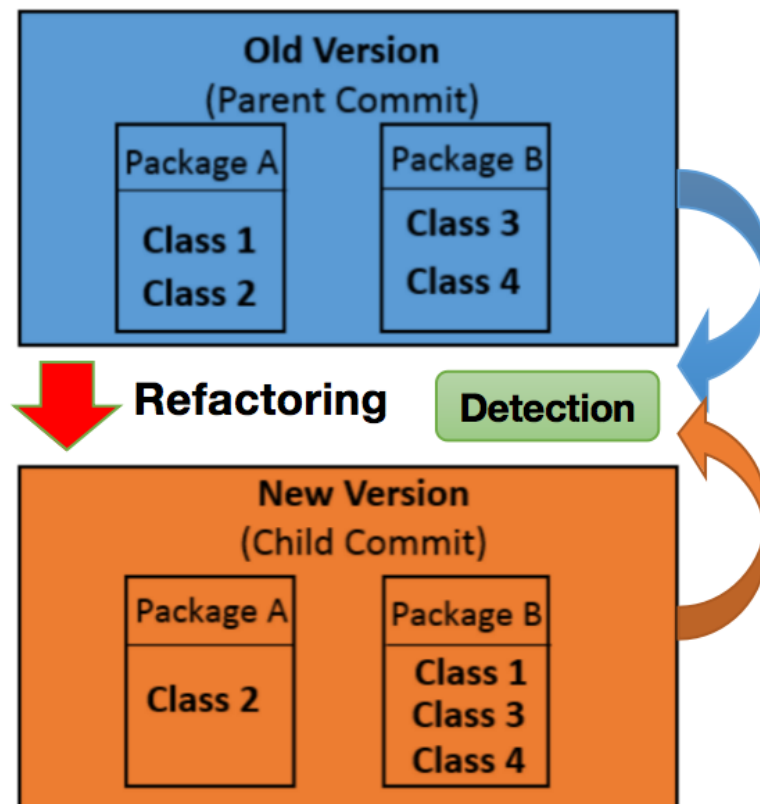 Old Version
(Parent Commit)
Package A
Class 1
Class 2
Package B
Class 3
Class 4
Refactoring
Detection
New Version
(Child Commit)
Package A
Class 2
Package B
Class 1
Class 3
Class 4